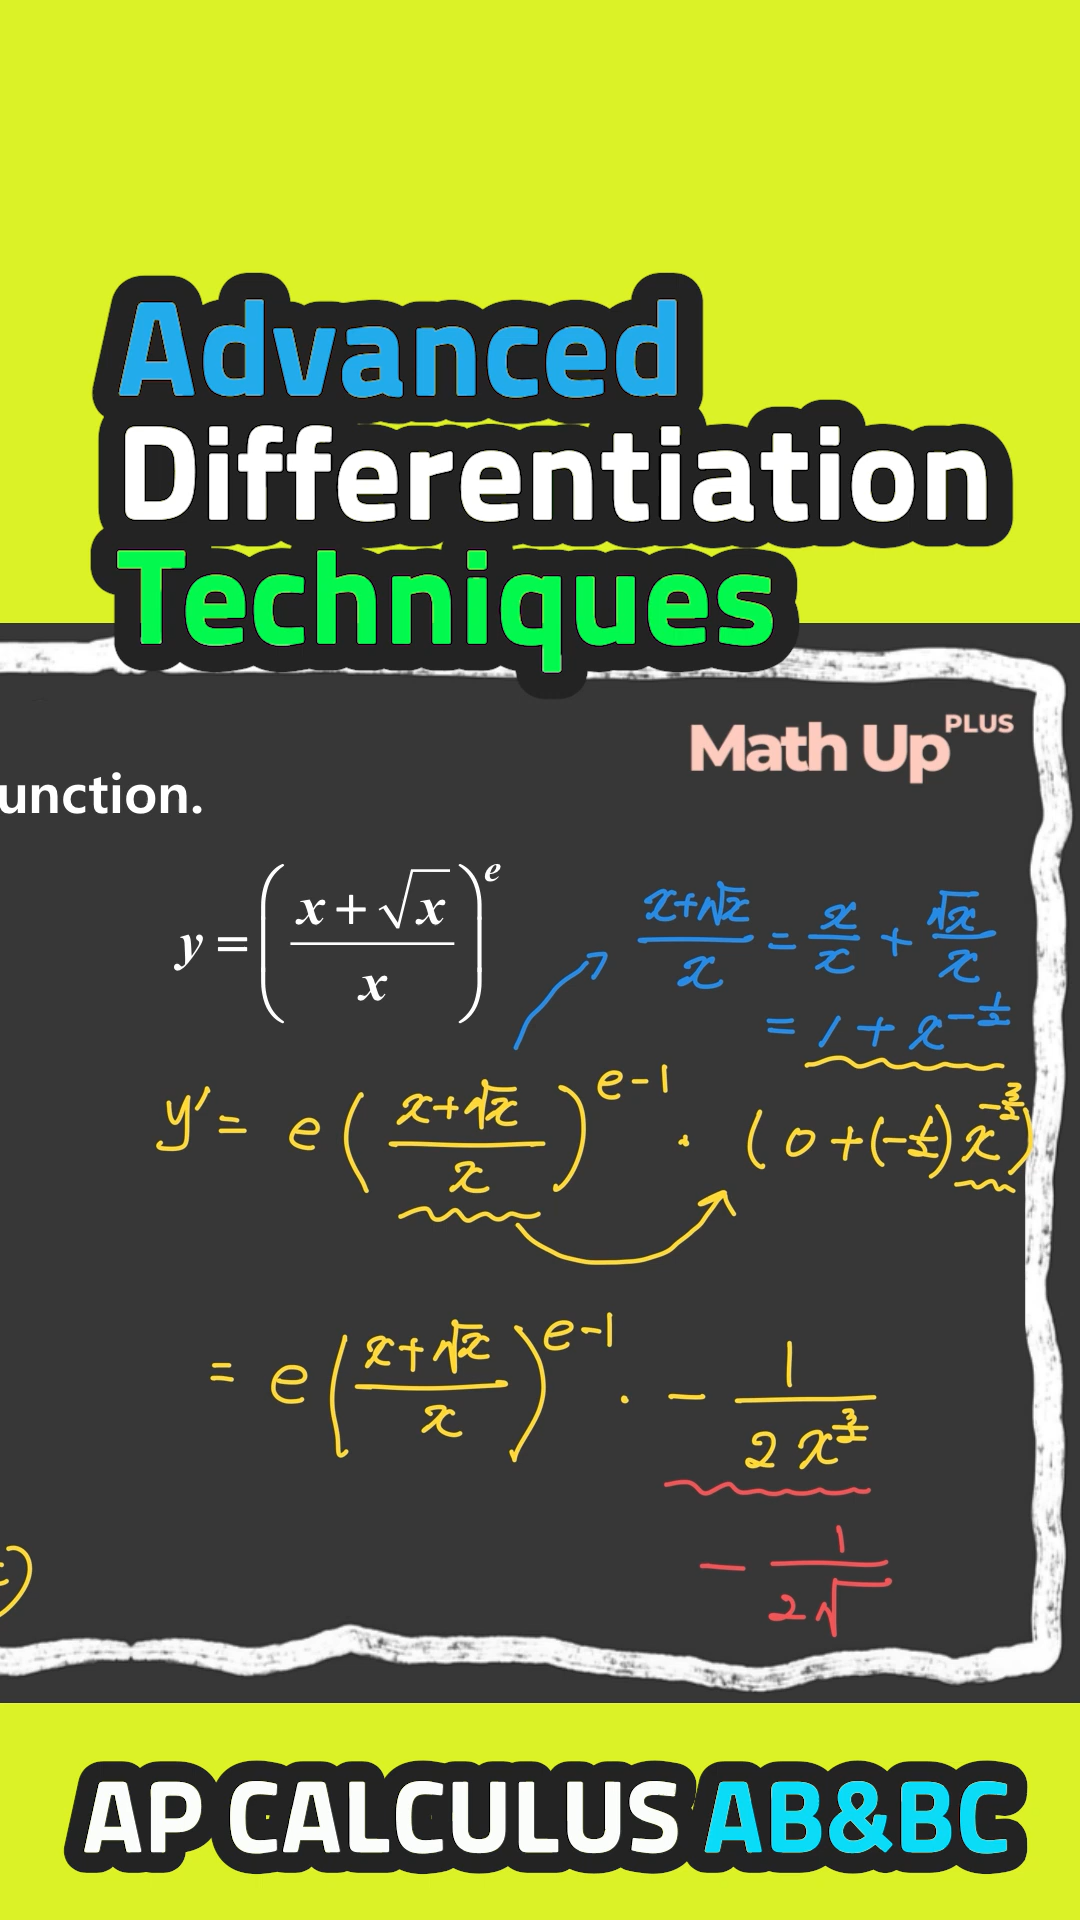 Advanced
Differentiation
Techniques
Math Up PLUS
unction.
y = ( (x + √x) / x )^e
(x+√x)/x = x/x + √x/x
= 1 + x^(-1/2)
y' = e( (x+√x)/x )^(e-1) · (0+(-1/2)x^(-3/2))
= e( (x+√x)/x )^(e-1) · - 1/(2x^(3/2))
- 1/(2√
AP CALCULUS AB&BC